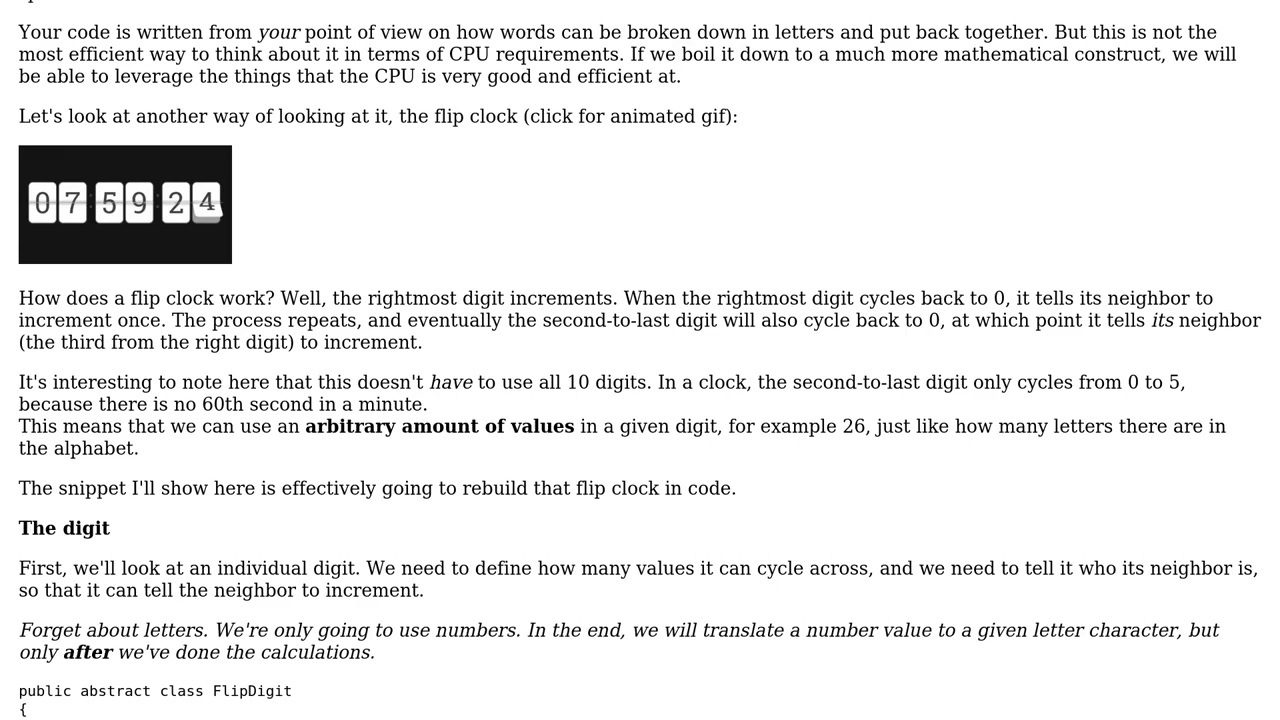 Your code is written from your point of view on how words can be broken down in letters and put back together. But this is not the
most efficient way to think about it in terms of CPU requirements. If we boil it down to a much more mathematical construct, we will
be able to leverage the things that the CPU is very good and efficient at.
Let's look at another way of looking at it, the flip clock (click for animated gif):
07:59:24
How does a flip clock work? Well, the rightmost digit increments. When the rightmost digit cycles back to 0, it tells its neighbor to
increment once. The process repeats, and eventually the second-to-last digit will also cycle back to 0, at which point it tells its neighbor
(the third from the right digit) to increment.
It's interesting to note here that this doesn't have to use all 10 digits. In a clock, the second-to-last digit only cycles from 0 to 5,
because there is no 60th second in a minute.
This means that we can use an arbitrary amount of values in a given digit, for example 26, just like how many letters there are in
the alphabet.
The snippet I'll show here is effectively going to rebuild that flip clock in code.
The digit
First, we'll look at an individual digit. We need to define how many values it can cycle across, and we need to tell it who its neighbor is,
so that it can tell the neighbor to increment.
Forget about letters. We're only going to use numbers. In the end, we will translate a number value to a given letter character, but
only after we've done the calculations.
public abstract class FlipDigit
{